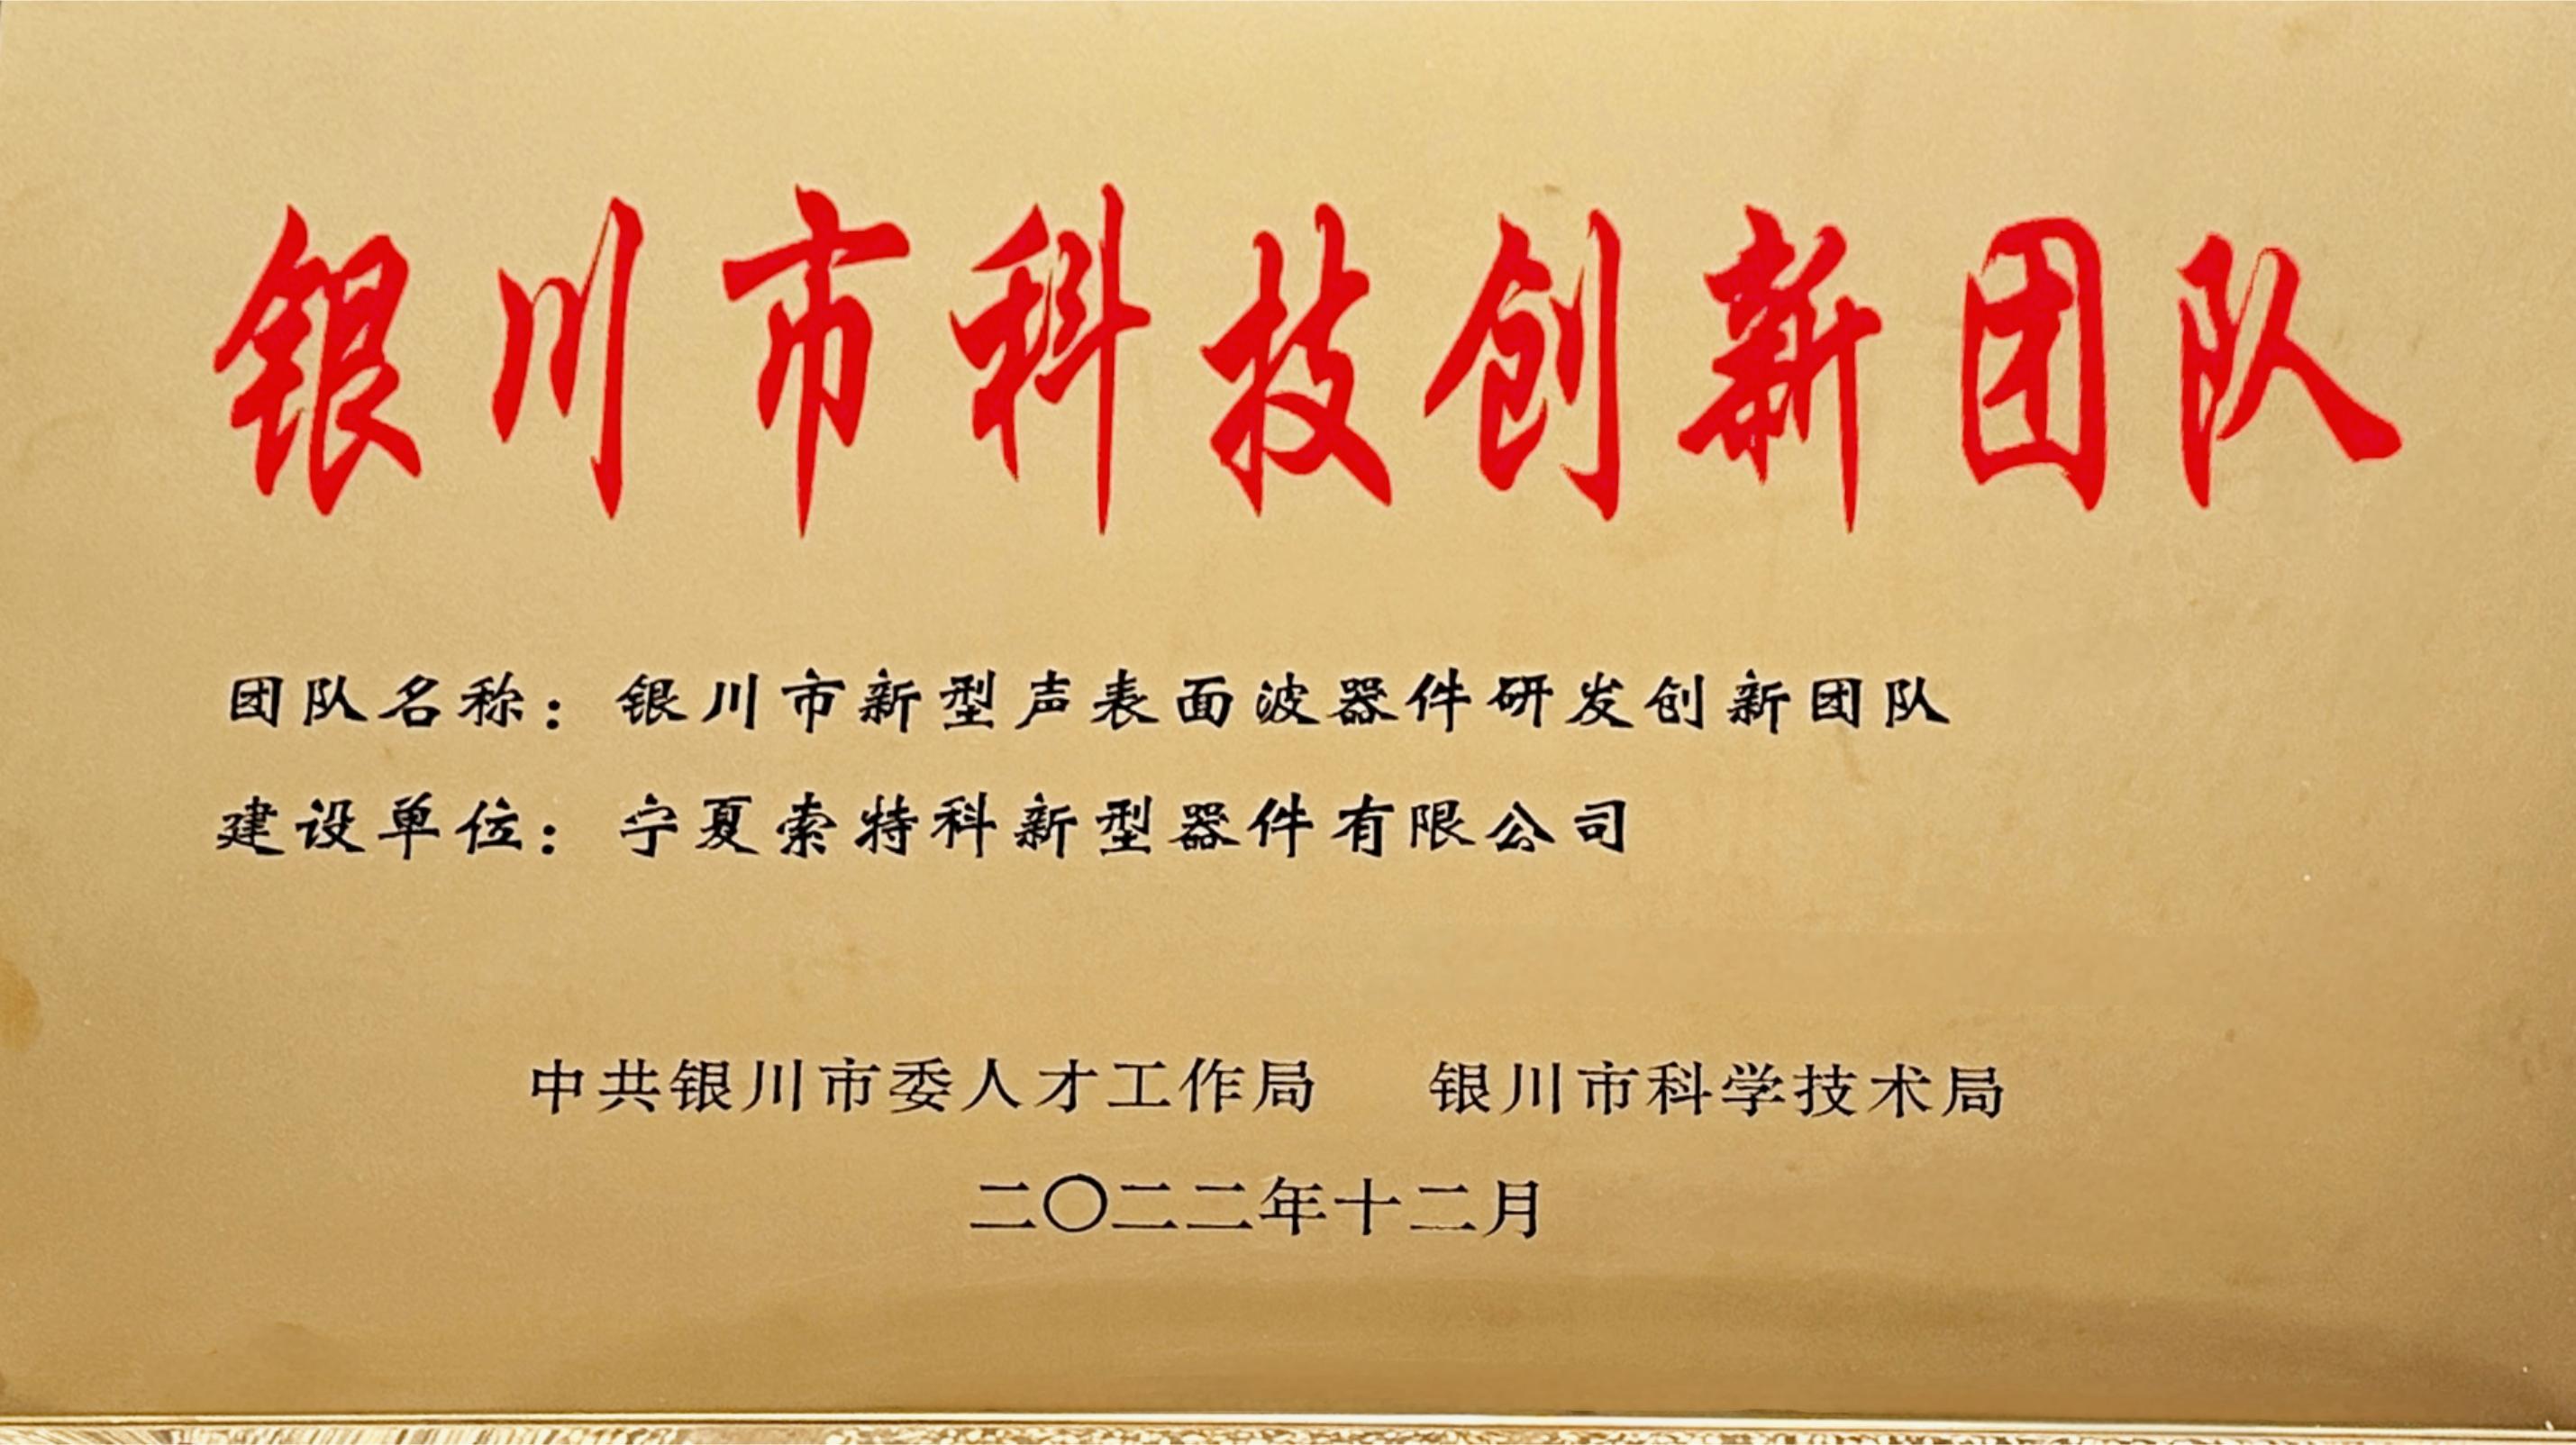 银川市科技创新团队
团队名称：银川市新型声表面波器件研发创新团队
建设单位：宁夏索特科新型器件有限公司
中共银川市委人才工作局 银川市科学技术局
二〇二二年十二月